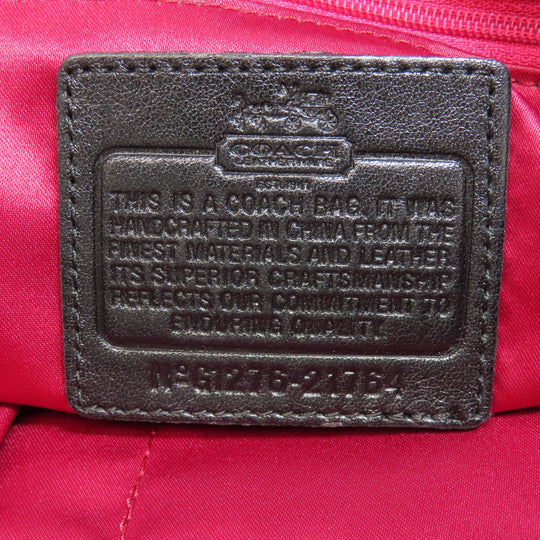 COACH
LEATHERWARE
EST. 1941
THIS IS A COACH BAG. IT WAS
HANDCRAFTED IN CHINA FROM THE
FINEST MATERIALS AND LEATHER
ITS SUPERIOR CRAFTSMANSHIP
REFLECTS OUR COMMITMENT TO
ENDURING QUALITY.
Nº G1276-21764